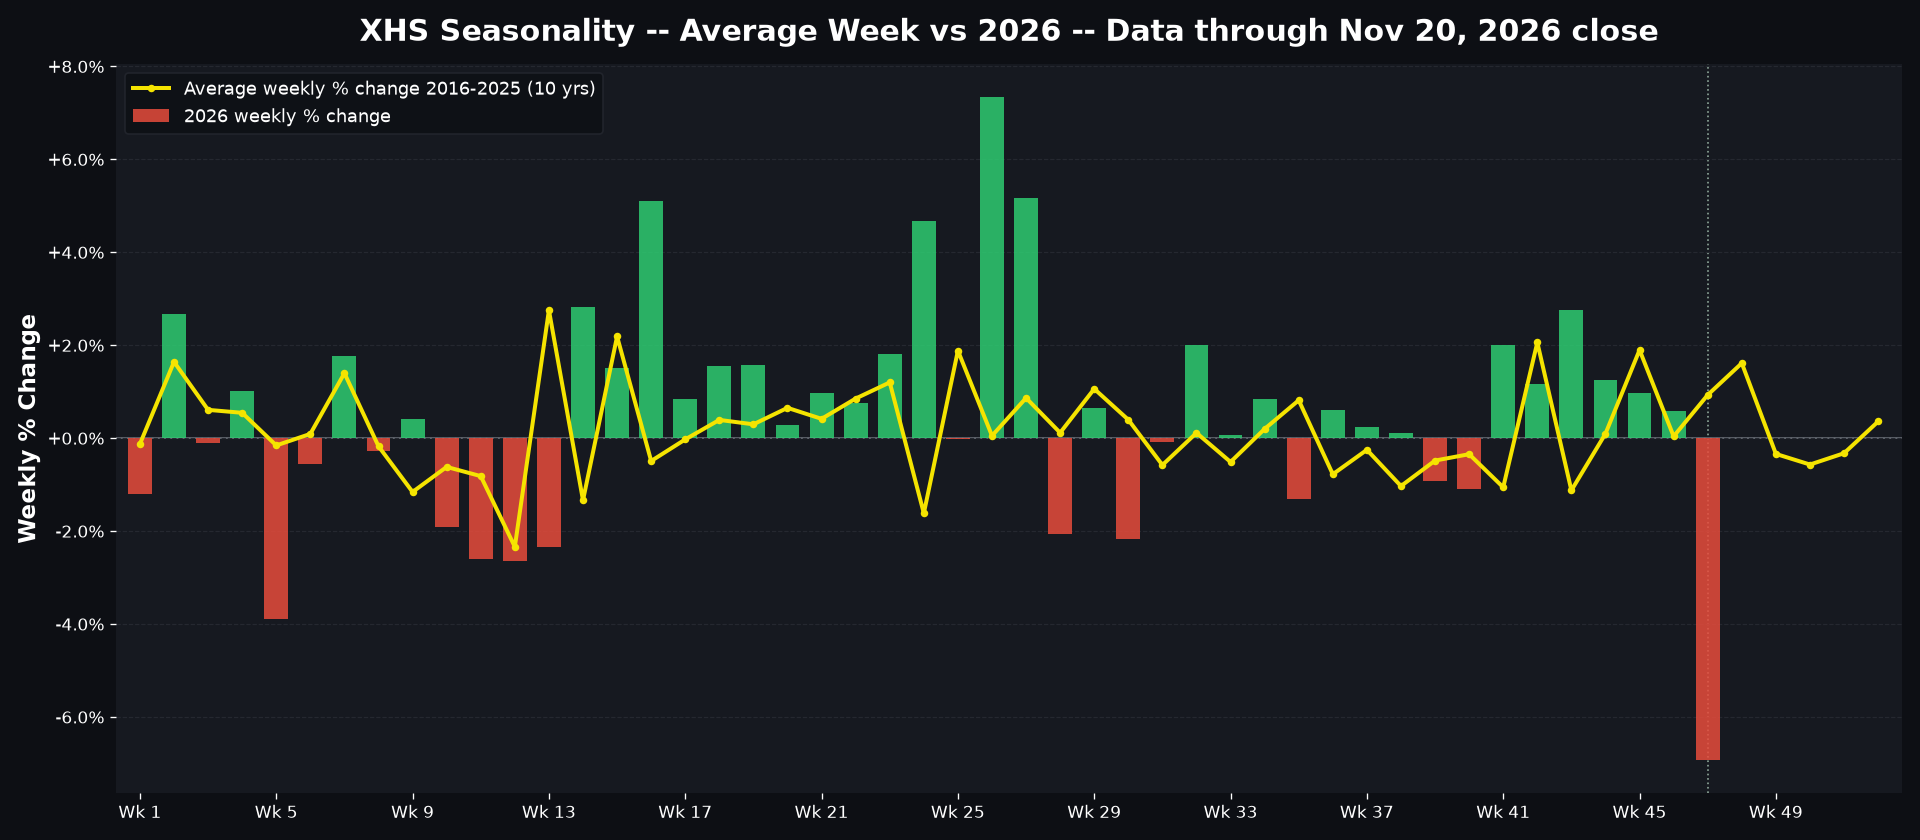 XHS Seasonality -- Average Week vs 2026 -- Data through Nov 20, 2026 close
Average weekly % change 2016-2025 (10 yrs)
2026 weekly % change
Weekly % Change
+8.0%
+6.0%
+4.0%
+2.0%
+0.0%
-2.0%
-4.0%
-6.0%
Wk 1 Wk 5 Wk 9 Wk 13 Wk 17 Wk 21 Wk 25 Wk 29 Wk 33 Wk 37 Wk 41 Wk 45 Wk 49